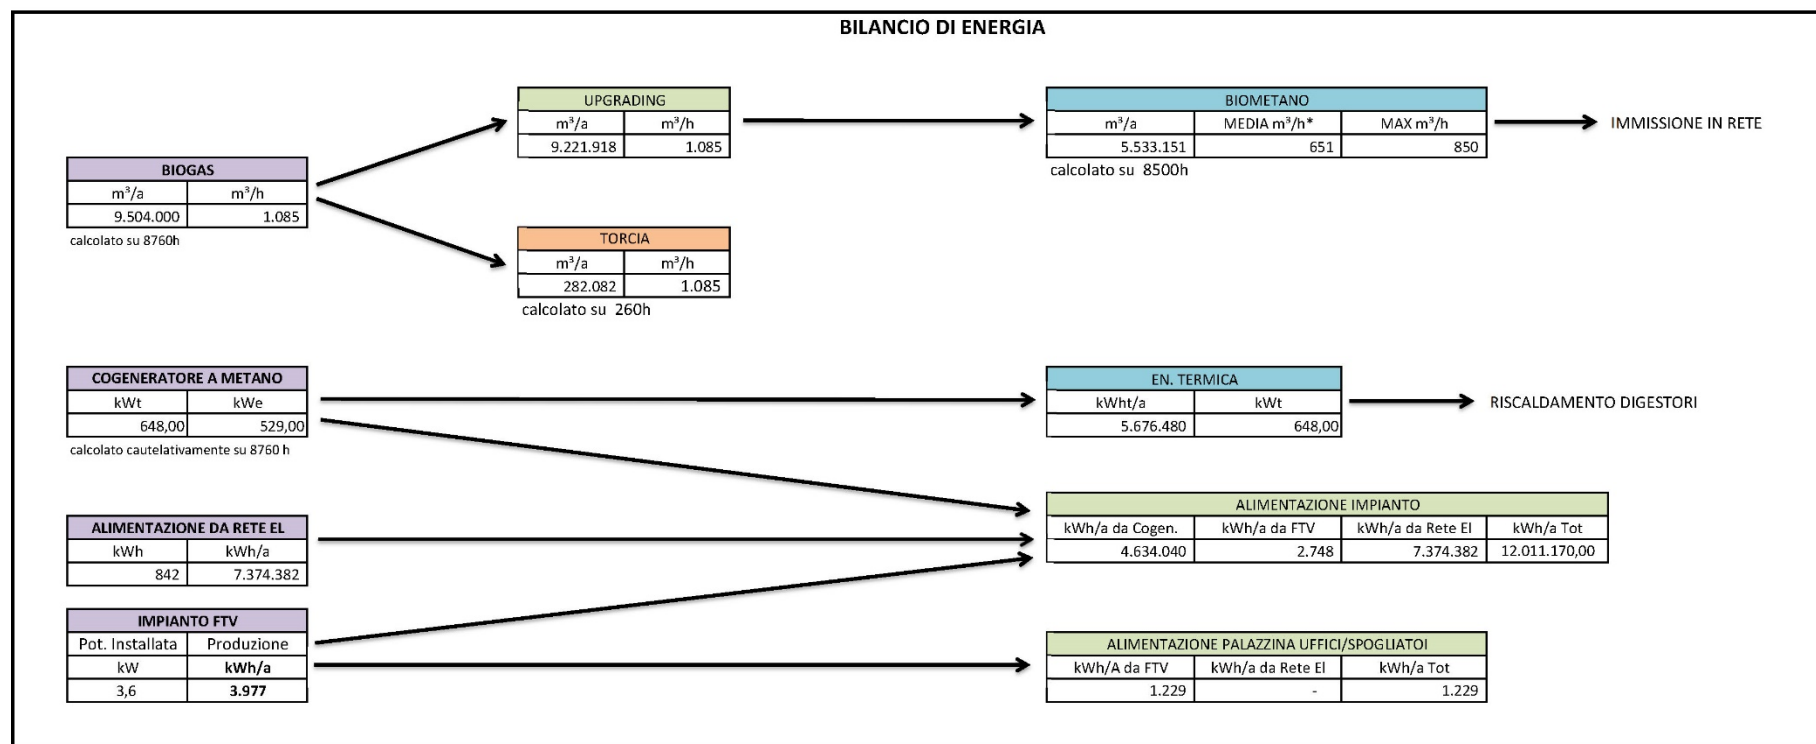 BILANCIO DI ENERGIA
UPGRADING
m³/a m³/h
9.221.918 1.085
BIOMETANO
m³/a MEDIA m³/h* MAX m³/h
5.533.151 651 850
calcolato su 8500h
IMMISSIONE IN RETE
BIOGAS
m³/a m³/h
9.504.000 1.085
calcolato su 8760h
TORCIA
m³/a m³/h
282.082 1.085
calcolato su 260h
COGENERATORE A METANO
kWt kWe
648,00 529,00
calcolato cautelativamente su 8760 h
EN. TERMICA
kWht/a kWt
5.676.480 648,00
RISCALDAMENTO DIGESTORI
ALIMENTAZIONE DA RETE EL
kWh kWh/a
842 7.374.382
ALIMENTAZIONE IMPIANTO
kWh/a da Cogen. kWh/a da FTV kWh/a da Rete El kWh/a Tot
4.634.040 2.748 7.374.382 12.011.170,00
IMPIANTO FTV
Pot. Installata Produzione
kW kWh/a
3,6 3.977
ALIMENTAZIONE PALAZZINA UFFICI/SPOGLIATOI
kWh/A da FTV kWh/a da Rete El kWh/a Tot
1.229 - 1.229